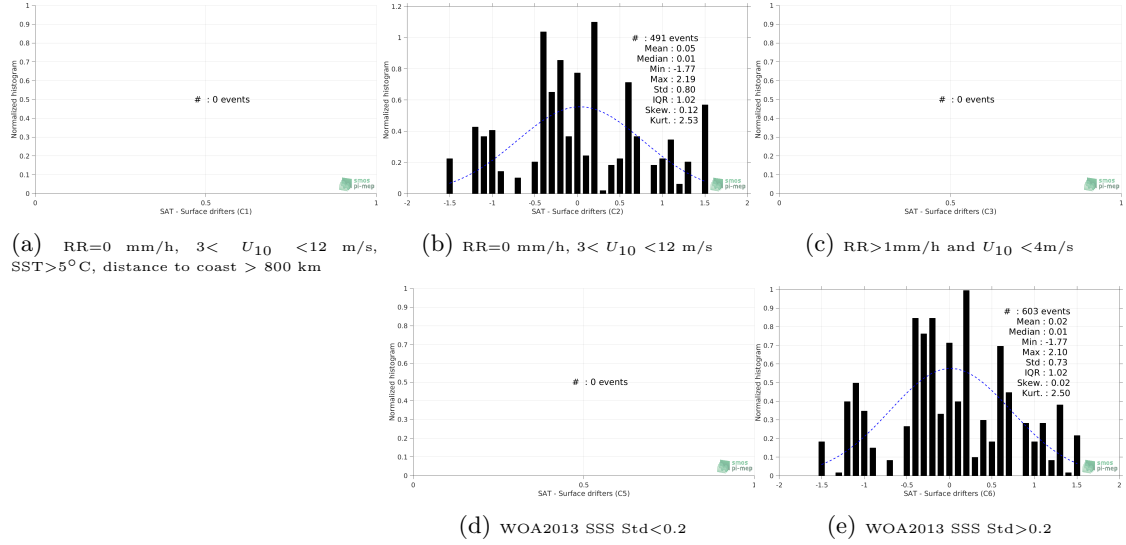 1
0.9
0.8
0.7
0.6
0.5
0.4
0.3
0.2
0.1
0
Normalized histogram
# : 0 events
0 0.5 1
SAT - Surface drifters (C1)
smos
pi-mep
(a) RR=0 mm/h, 3< U10 <12 m/s,
SST>5°C, distance to coast > 800 km
1.2
1
0.8
0.6
0.4
0.2
0
Normalized histogram
# : 491 events
Mean : 0.05
Median : 0.01
Min : -1.77
Max : 2.19
Std : 0.80
IQR : 1.02
Skew. : 0.12
Kurt. : 2.53
-2 -1.5 -1 -0.5 0 0.5 1 1.5 2
SAT - Surface drifters (C2)
smos
pi-mep
(b) RR=0 mm/h, 3< U10 <12 m/s
1
0.9
0.8
0.7
0.6
0.5
0.4
0.3
0.2
0.1
0
Normalized histogram
# : 0 events
0 0.5 1
SAT - Surface drifters (C3)
smos
pi-mep
(c) RR>1mm/h and U10 <4m/s
1
0.9
0.8
0.7
0.6
0.5
0.4
0.3
0.2
0.1
0
Normalized histogram
# : 0 events
0 0.5 1
SAT - Surface drifters (C5)
smos
pi-mep
(d) WOA2013 SSS Std<0.2
1
0.9
0.8
0.7
0.6
0.5
0.4
0.3
0.2
0.1
0
Normalized histogram
# : 603 events
Mean : 0.02
Median : 0.01
Min : -1.77
Max : 2.10
Std : 0.73
IQR : 1.02
Skew. : 0.02
Kurt. : 2.50
-2 -1.5 -1 -0.5 0 0.5 1 1.5 2
SAT - Surface drifters (C6)
smos
pi-mep
(e) WOA2013 SSS Std>0.2